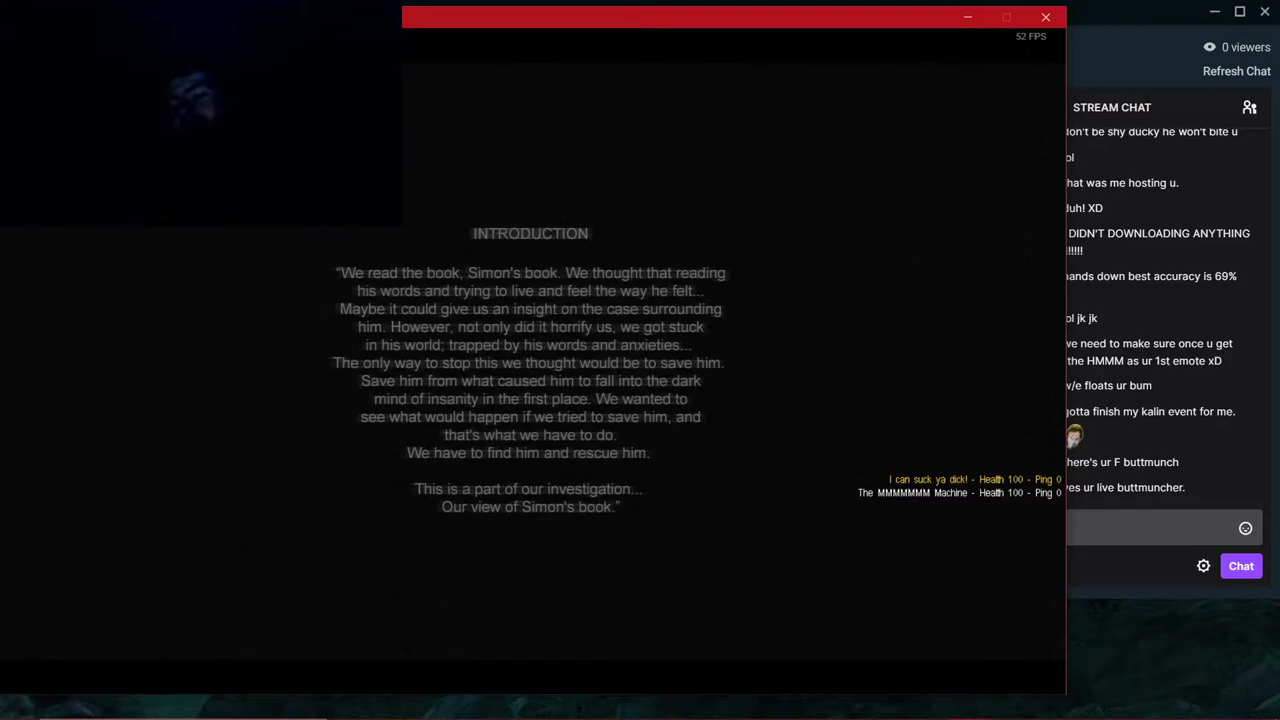 52 FPS
INTRODUCTION
"We read the book, Simon's book. We thought that reading
his words and trying to live and feel the way he felt...
Maybe it could give us an insight on the case surrounding
him. However, not only did it horrify us, we got stuck
in his world; trapped by his words and anxieties...
The only way to stop this we thought would be to save him.
Save him from what caused him to fall into the dark
mind of insanity in the first place. We wanted to
see what would happen if we tried to save him, and
that's what we have to do.
We have to find him and rescue him.
This is a part of our investigation...
Our view of Simon's book."
I can suck ya dick! - Health 100 - Ping 0
The MMMMMMM Machine - Health 100 - Ping 0
0 viewers
Refresh Chat
STREAM CHAT
don't be shy ducky he won't bite u
ol
hat was me hosting u.
duh! XD
DIDN'T DOWNLOADING ANYTHING
!!!!!!
hands down best accuracy is 69%
ol jk jk
we need to make sure once u get
the HMMM as ur 1st emote xD
w/e floats ur bum
gotta finish my kalin event for me.
here's ur F buttmunch
yes ur live buttmuncher.
Chat